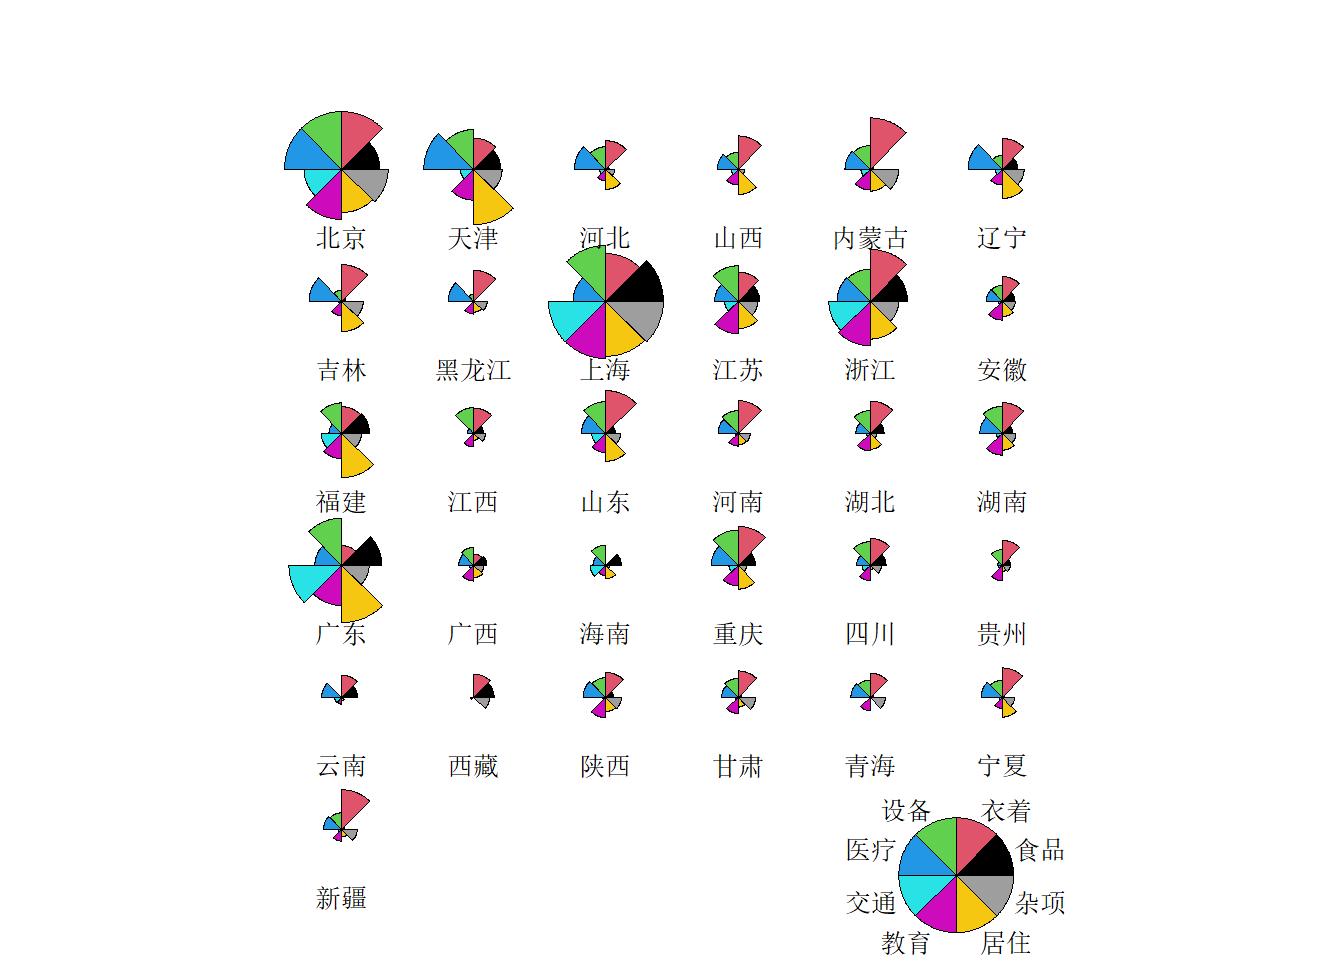 北京 天津 河北 山西 内蒙古 辽宁
吉林 黑龙江 上海 江苏 浙江 安徽
福建 江西 山东 河南 湖北 湖南
广东 广西 海南 重庆 四川 贵州
云南 西藏 陕西 甘肃 青海 宁夏
新疆
设备 衣着
医疗 食品
交通 杂项
教育 居住